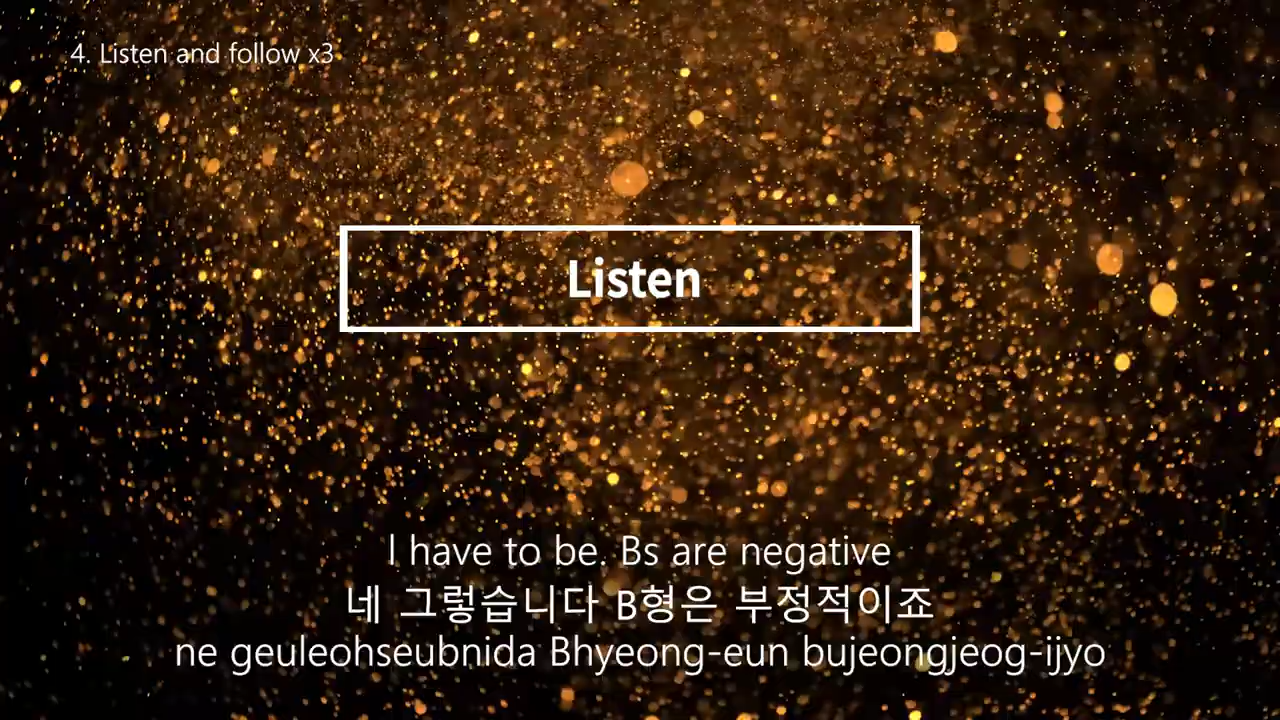 4. Listen and follow x3
Listen
I have to be. Bs are negative
네 그렇습니다 B형은 부정적이죠
ne geuleohseubnida Bhyeong-eun bujeongjeog-ijyo